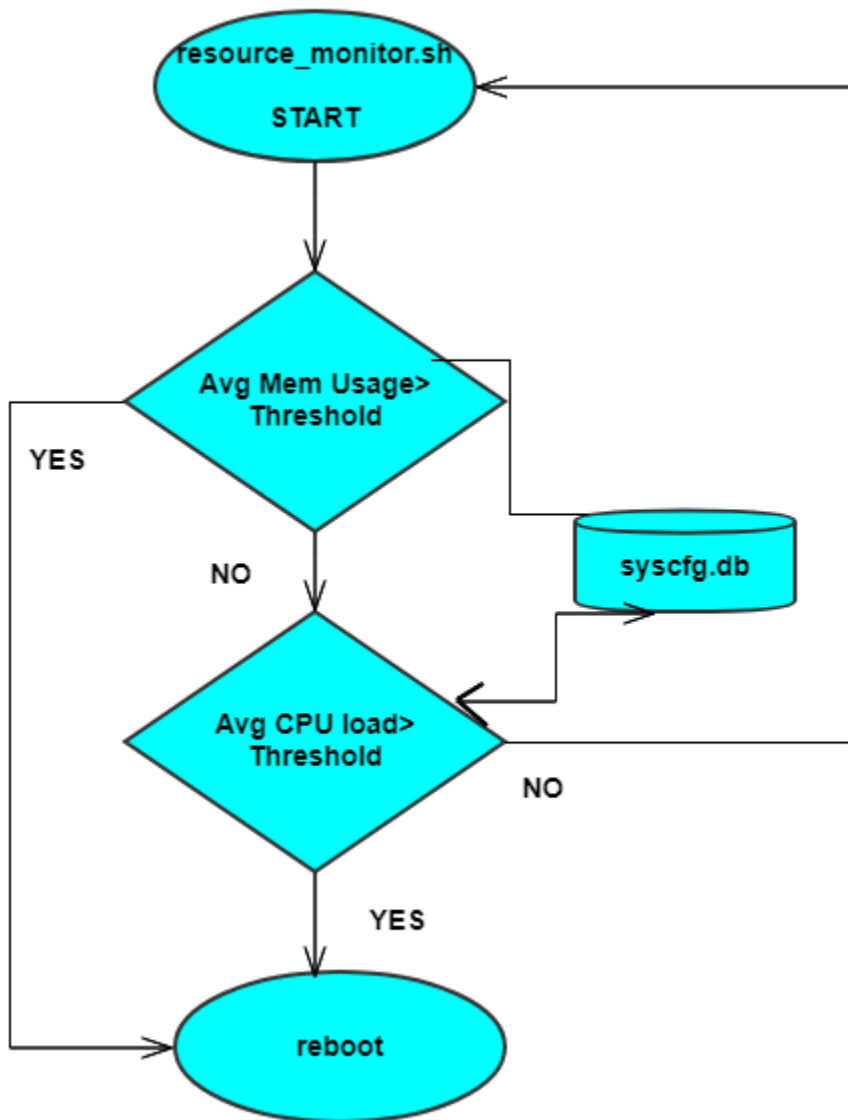 resource_monitor.sh
START
Avg Mem Usage>
Threshold
YES
NO
syscfg.db
Avg CPU load>
Threshold
NO
YES
reboot